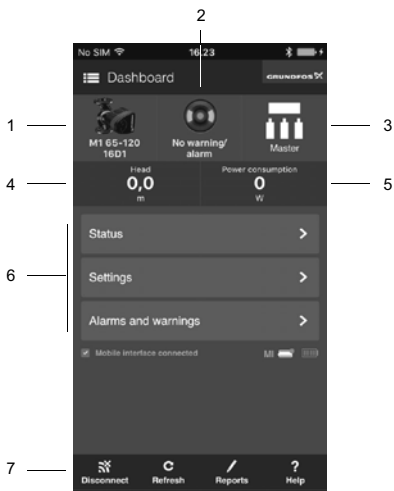 2
No SIM 16.23
Dashboard GRUNDFOS
1 3
M1 65-120
16D1
No warning/
alarm
Master
4 Head Power consumption 5
0,0 0
m W
6
Status
Settings
Alarms and warnings
Mobile interface connected MI
7
Disconnect Refresh Reports Help